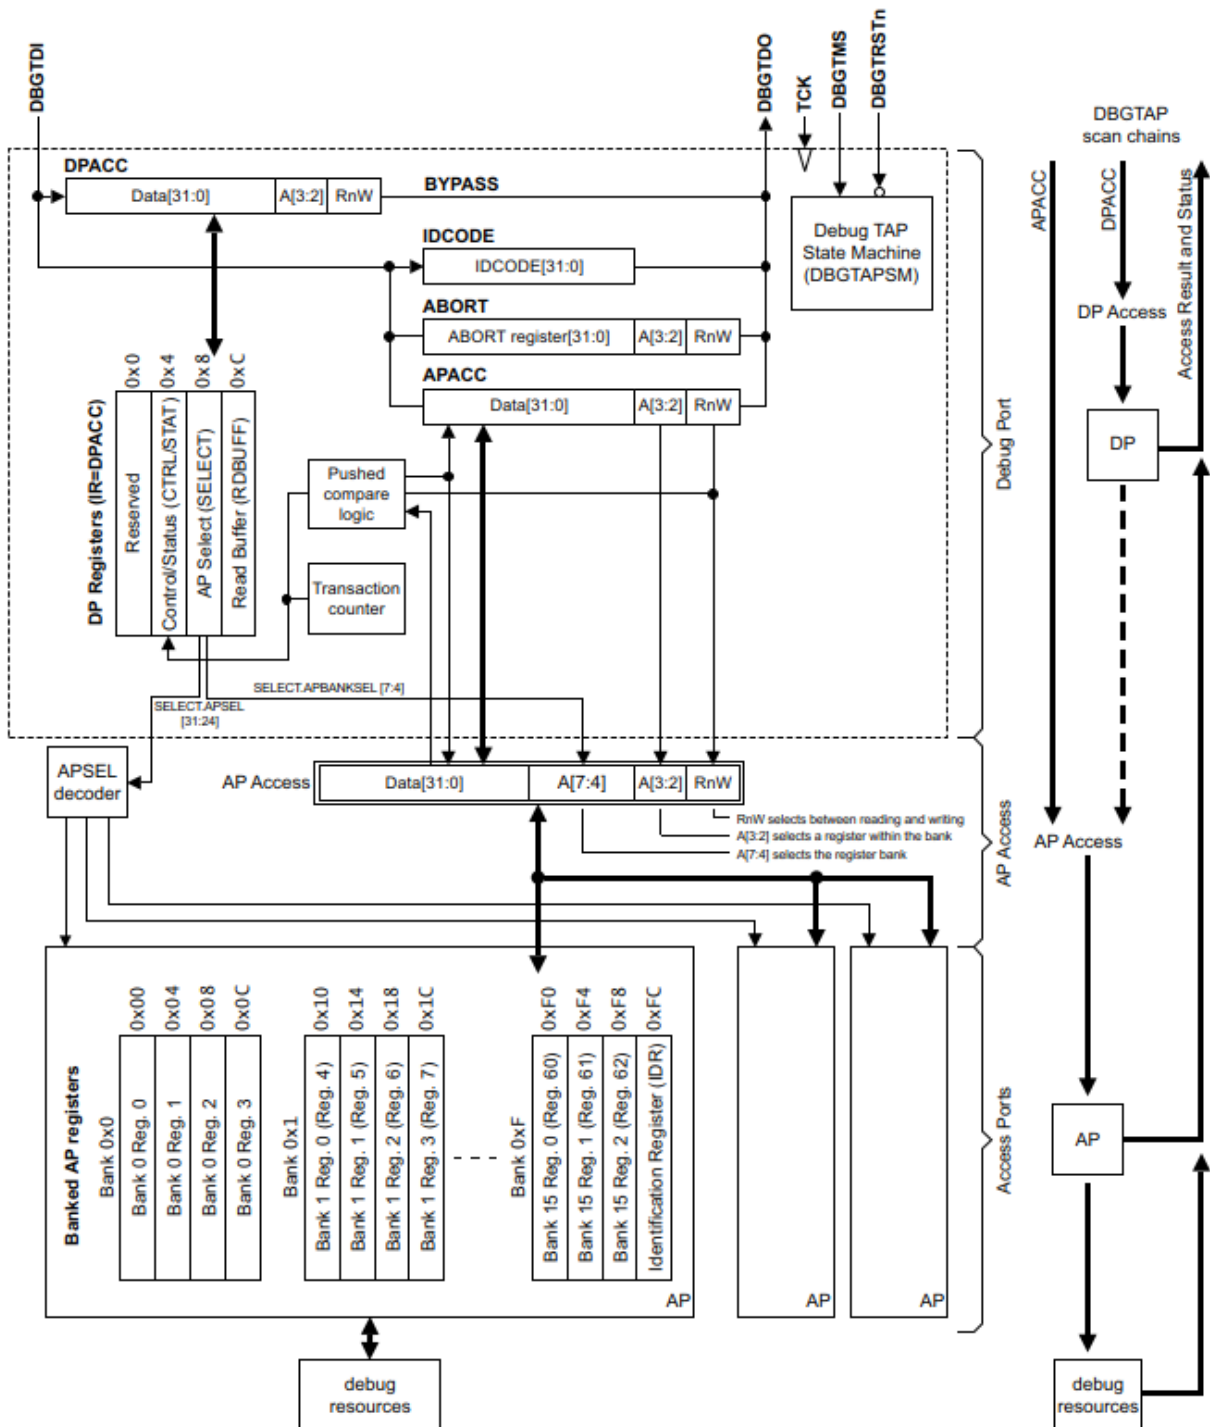 DBGTDI
DBGTDO
TCK
DBGTMS
DBGTRSTn
DBGTAP
scan chains
DPACC
Data[31:0]
A[3:2]
RnW
BYPASS
IDCODE
IDCODE[31:0]
ABORT
ABORT register[31:0]
A[3:2]
RnW
APACC
Data[31:0]
A[3:2]
RnW
Debug TAP
State Machine
(DBGTAPSM)
Debug Port
APACC
DPACC
Access Result and Status
DP Access
DP
DP Registers (IR=DPACC)
0x0
0x4
0x8
0xC
Reserved
Control/Status (CTRL/STAT)
AP Select (SELECT)
Read Buffer (RDBUFF)
Pushed
compare
logic
Transaction
counter
SELECT.APBANKSEL [7:4]
SELECT.APSEL
[31:24]
APSEL
decoder
AP Access
Data[31:0]
A[7:4]
A[3:2]
RnW
RnW selects between reading and writing
A[3:2] selects a register within the bank
A[7:4] selects the register bank
AP Access
AP Access
Banked AP registers
Bank 0x0
0x00
0x04
0x08
0x0C
Bank 0 Reg. 0
Bank 0 Reg. 1
Bank 0 Reg. 2
Bank 0 Reg. 3
Bank 0x1
0x10
0x14
0x18
0x1C
Bank 1 Reg. 0 (Reg. 4)
Bank 1 Reg. 1 (Reg. 5)
Bank 1 Reg. 2 (Reg. 6)
Bank 1 Reg. 3 (Reg. 7)
Bank 0xF
0xF0
0xF4
0xF8
0xFC
Bank 15 Reg. 0 (Reg. 60)
Bank 15 Reg. 1 (Reg. 61)
Bank 15 Reg. 2 (Reg. 62)
Identification Register (IDR)
AP
AP
AP
Access Ports
AP
debug
resources
debug
resources